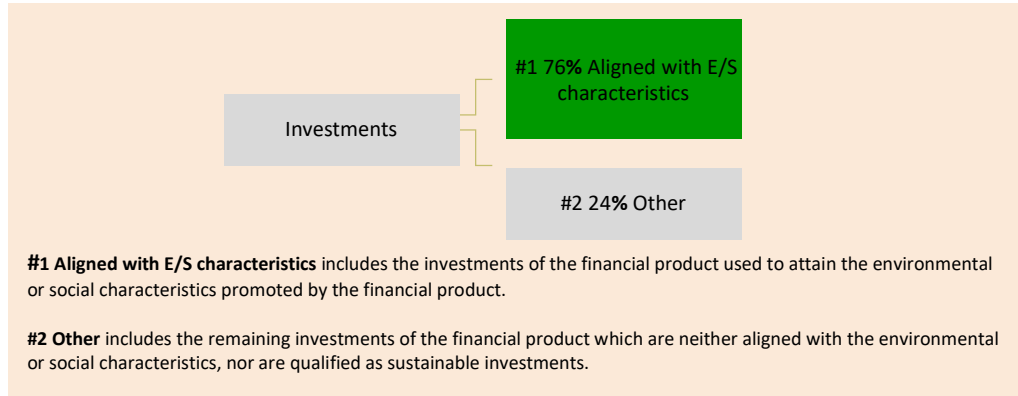 #1 76% Aligned with E/S
characteristics
Investments
#2 24% Other
#1 Aligned with E/S characteristics includes the investments of the financial product used to attain the environmental
or social characteristics promoted by the financial product.
#2 Other includes the remaining investments of the financial product which are neither aligned with the environmental
or social characteristics, nor are qualified as sustainable investments.